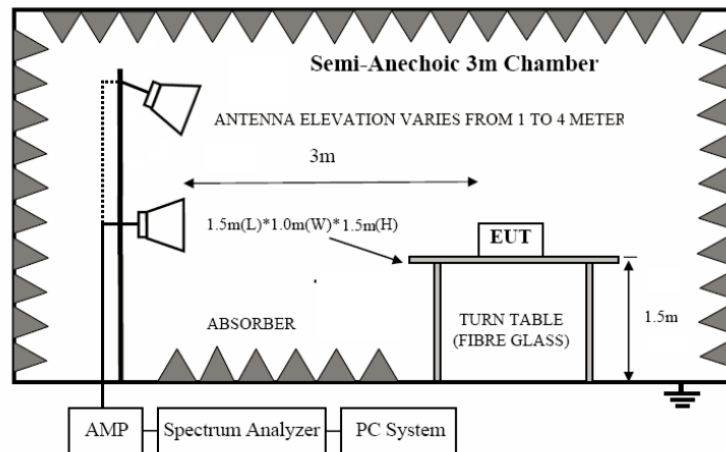 Semi-Anechoic 3m Chamber
ANTENNA ELEVATION VARIES FROM 1 TO 4 METER
3m
1.5m(L)*1.0m(W)*1.5m(H)
EUT
1.5m
ABSORBER
TURN TABLE
(FIBRE GLASS)
AMP
Spectrum Analyzer
PC System